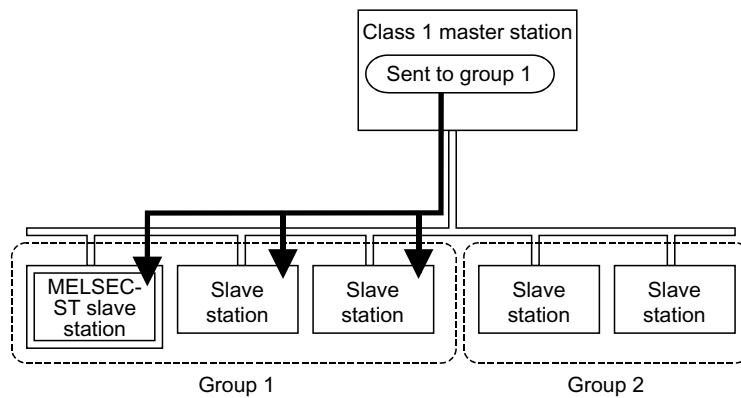 Class 1 master station
Sent to group 1
MELSEC-
ST slave
station
Slave
station
Slave
station
Slave
station
Slave
station
Group 1
Group 2